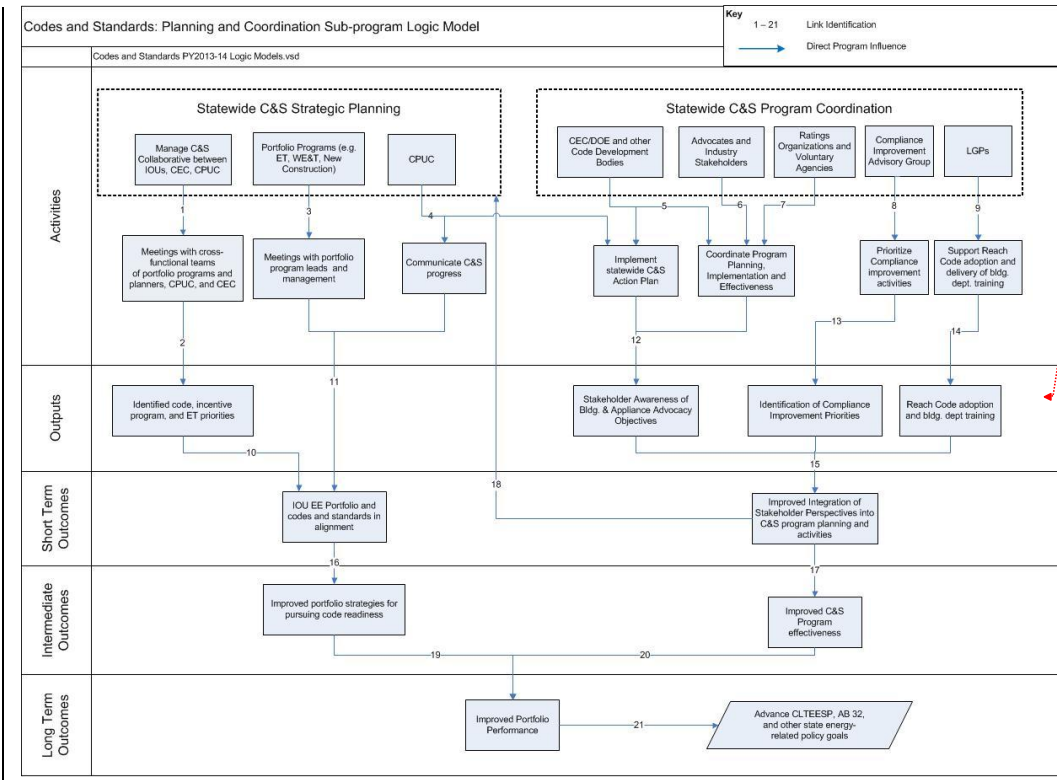 Codes and Standards: Planning and Coordination Sub-program Logic Model
Key
1 – 21 Link Identification
Direct Program Influence
Codes and Standards PY2013-14 Logic Models.vsd
Activities
Statewide C&S Strategic Planning
Manage C&S
Collaborative between
IOUs, CEC, CPUC
Portfolio Programs (e.g.
ET, WE&T, New
Construction)
CPUC
Statewide C&S Program Coordination
CEC/DOE and other
Code Development
Bodies
Advocates and
Industry
Stakeholders
Ratings
Organizations and
Voluntary
Agencies
Compliance
Improvement
Advisory Group
LGPs
1
3
4
5
6
7
8
9
Meetings with cross-
functional teams
of portfolio programs and
planners, CPUC, and CEC
Meetings with portfolio
program leads and
management
Communicate C&S
progress
Implement
statewide C&S
Action Plan
Coordinate Program
Planning,
Implementation and
Effectiveness
Prioritize
Compliance
improvement
activities
Support Reach
Code adoption and
delivery of bldg.
dept. training
2
11
12
13
14
Outputs
Identified code, incentive
program, and ET priorities
Stakeholder Awareness of
Bldg. & Appliance Advocacy
Objectives
Identification of Compliance
Improvement Priorities
Reach Code adoption
and bldg. dept training
10
15
18
Short Term
Outcomes
IOU EE Portfolio and
codes and standards in
alignment
Improved Integration of
Stakeholder Perspectives into
C&S program planning and
activities
16
17
Intermediate
Outcomes
Improved portfolio strategies for
pursuing code readiness
Improved C&S
Program
effectiveness
19
20
Long Term
Outcomes
Improved Portfolio
Performance
21
Advance CLTEESP, AB 32,
and other state energy-
related policy goals